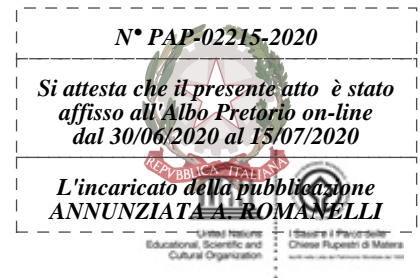 N° PAP-02215-2020
Si attesta che il presente atto è stato
affisso all'Albo Pretorio on-line
dal 30/06/2020 al 15/07/2020
REPVBBLICA ITALIANA
L'incaricato della pubblicazione
ANNUNZIATA A. ROMANELLI
United Nations
Educational, Scientific and
Cultural Organization
I Sassi e il Parco delle
Chiese Rupestri di Matera